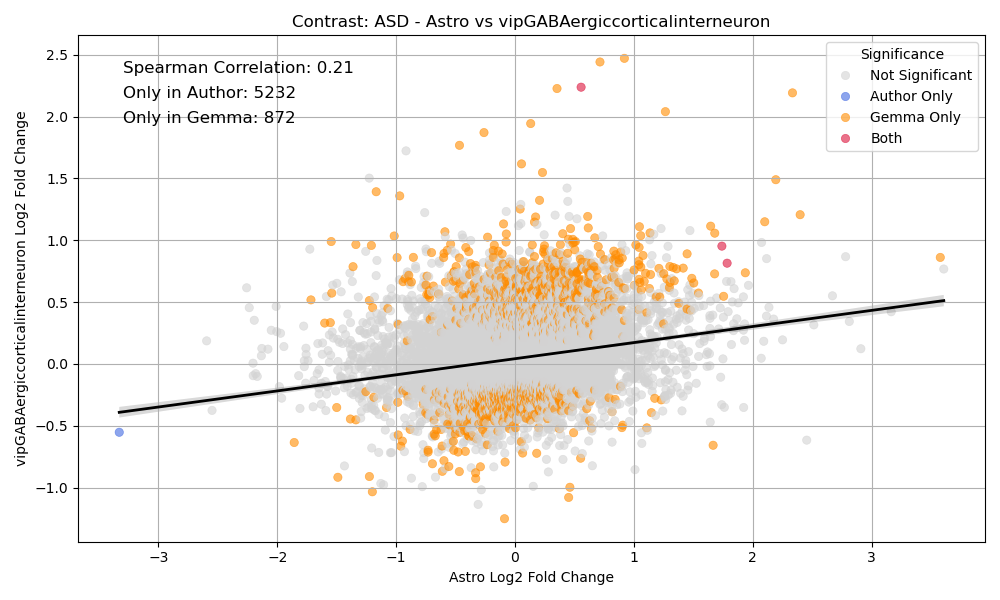 Contrast: ASD - Astro vs vipGABAergiccorticalinterneuron
Spearman Correlation: 0.21
Only in Author: 5232
Only in Gemma: 872
Significance
Not Significant
Author Only
Gemma Only
Both
vipGABAergiccorticalinterneuron Log2 Fold Change
2.5
2.0
1.5
1.0
0.5
0.0
−0.5
−1.0
−3
−2
−1
0
1
2
3
Astro Log2 Fold Change